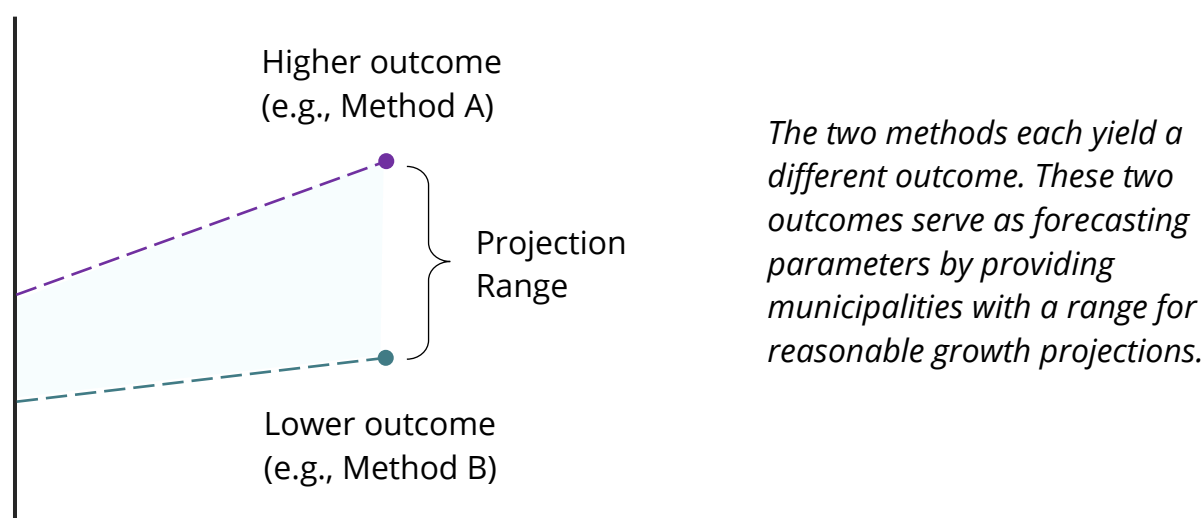 Higher outcome
(e.g., Method A)
The two methods each yield a
different outcome. These two
outcomes serve as forecasting
parameters by providing
municipalities with a range for
reasonable growth projections.
Projection
Range
Lower outcome
(e.g., Method B)